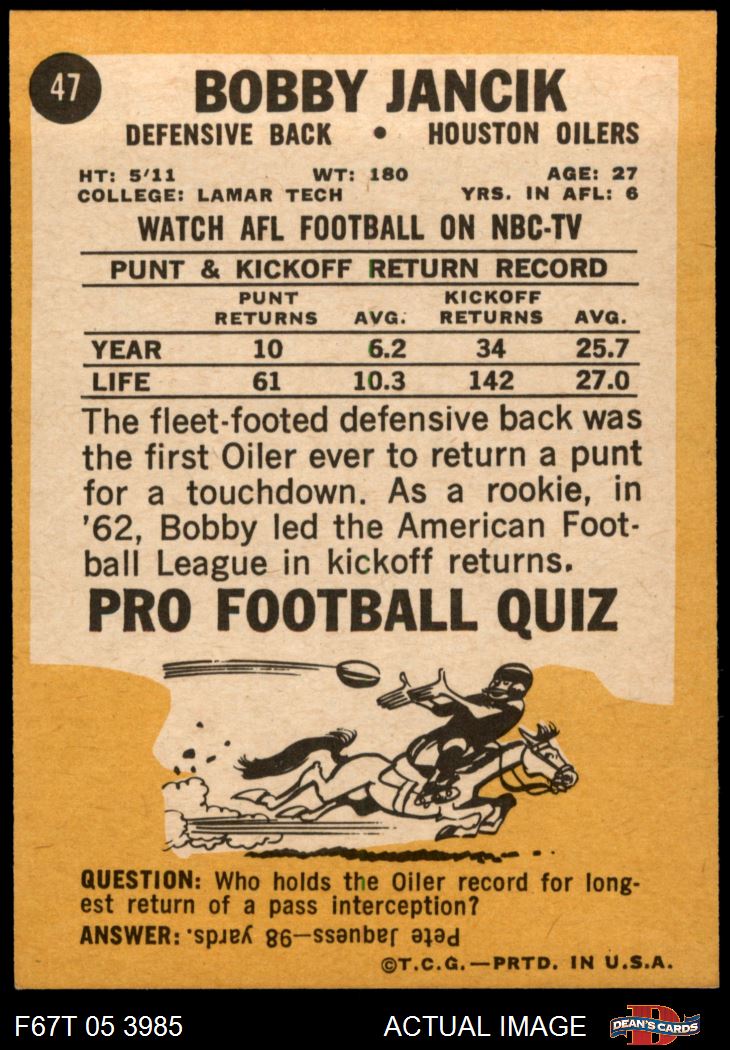 47
BOBBY JANCIK
DEFENSIVE BACK • HOUSTON OILERS
HT: 5'11 WT: 180 AGE: 27
COLLEGE: LAMAR TECH YRS. IN AFL: 6
WATCH AFL FOOTBALL ON NBC-TV
PUNT & KICKOFF RETURN RECORD
PUNT KICKOFF
RETURNS AVG. RETURNS AVG.
YEAR 10 6.2 34 25.7
LIFE 61 10.3 142 27.0
The fleet-footed defensive back was
the first Oiler ever to return a punt
for a touchdown. As a rookie, in
'62, Bobby led the American Foot-
ball League in kickoff returns.
PRO FOOTBALL QUIZ
QUESTION: Who holds the Oiler record for long-
est return of a pass interception?
ANSWER: Pete Jaquess—98 yards.
©T.C.G.—PRTD. IN U.S.A.
F67T 05 3985 ACTUAL IMAGE D DEAN'S CARDS